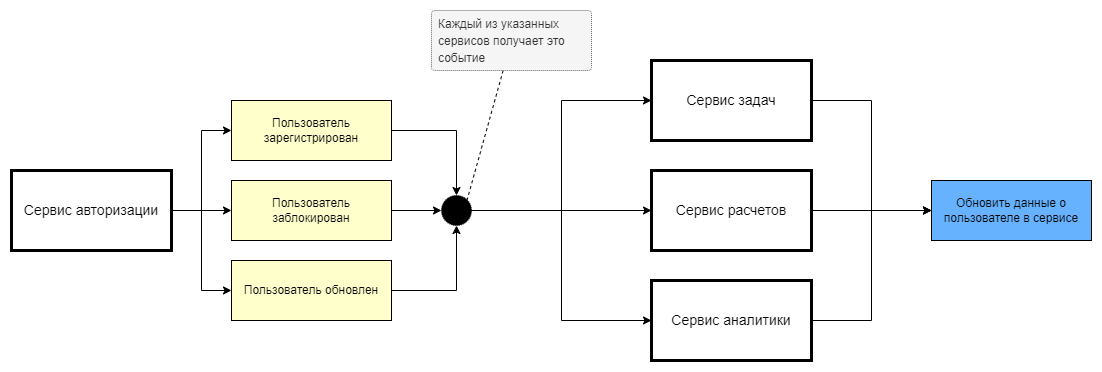 Каждый из указанных
сервисов получает это
событие
Сервис авторизации
Пользователь
зарегистрирован
Пользователь
заблокирован
Пользователь обновлен
Сервис задач
Сервис расчетов
Сервис аналитики
Обновить данные о
пользователе в сервисе